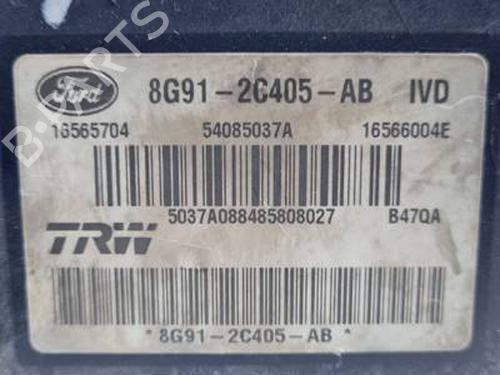 B-PARTS
Ford 8G91-2C405-AB IVD
16565704 54085037A 16566004E
5037A088485808027 B47QA
TRW
*8G91-2C405-AB*